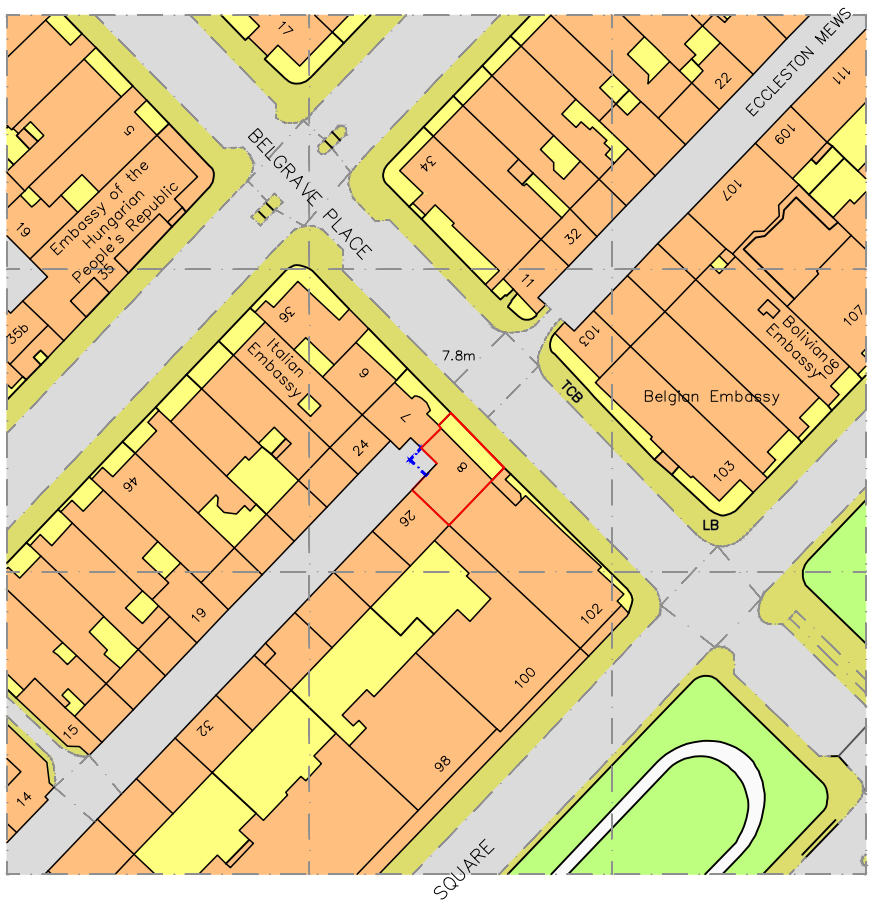 17
ECCLESTON MEWS
111
22
5
BELGRAVE PLACE
34
109
Embassy of the
Hungarian
People's Republic
35
19
107
32
11
36
35b
103
107
Bolivian
Embassy
106
7.8m
Italian
Embassy
9
TCB
Belgian Embassy
7
24
8
103
46
26
LB
19
102
100
15
32
98
14
SQUARE